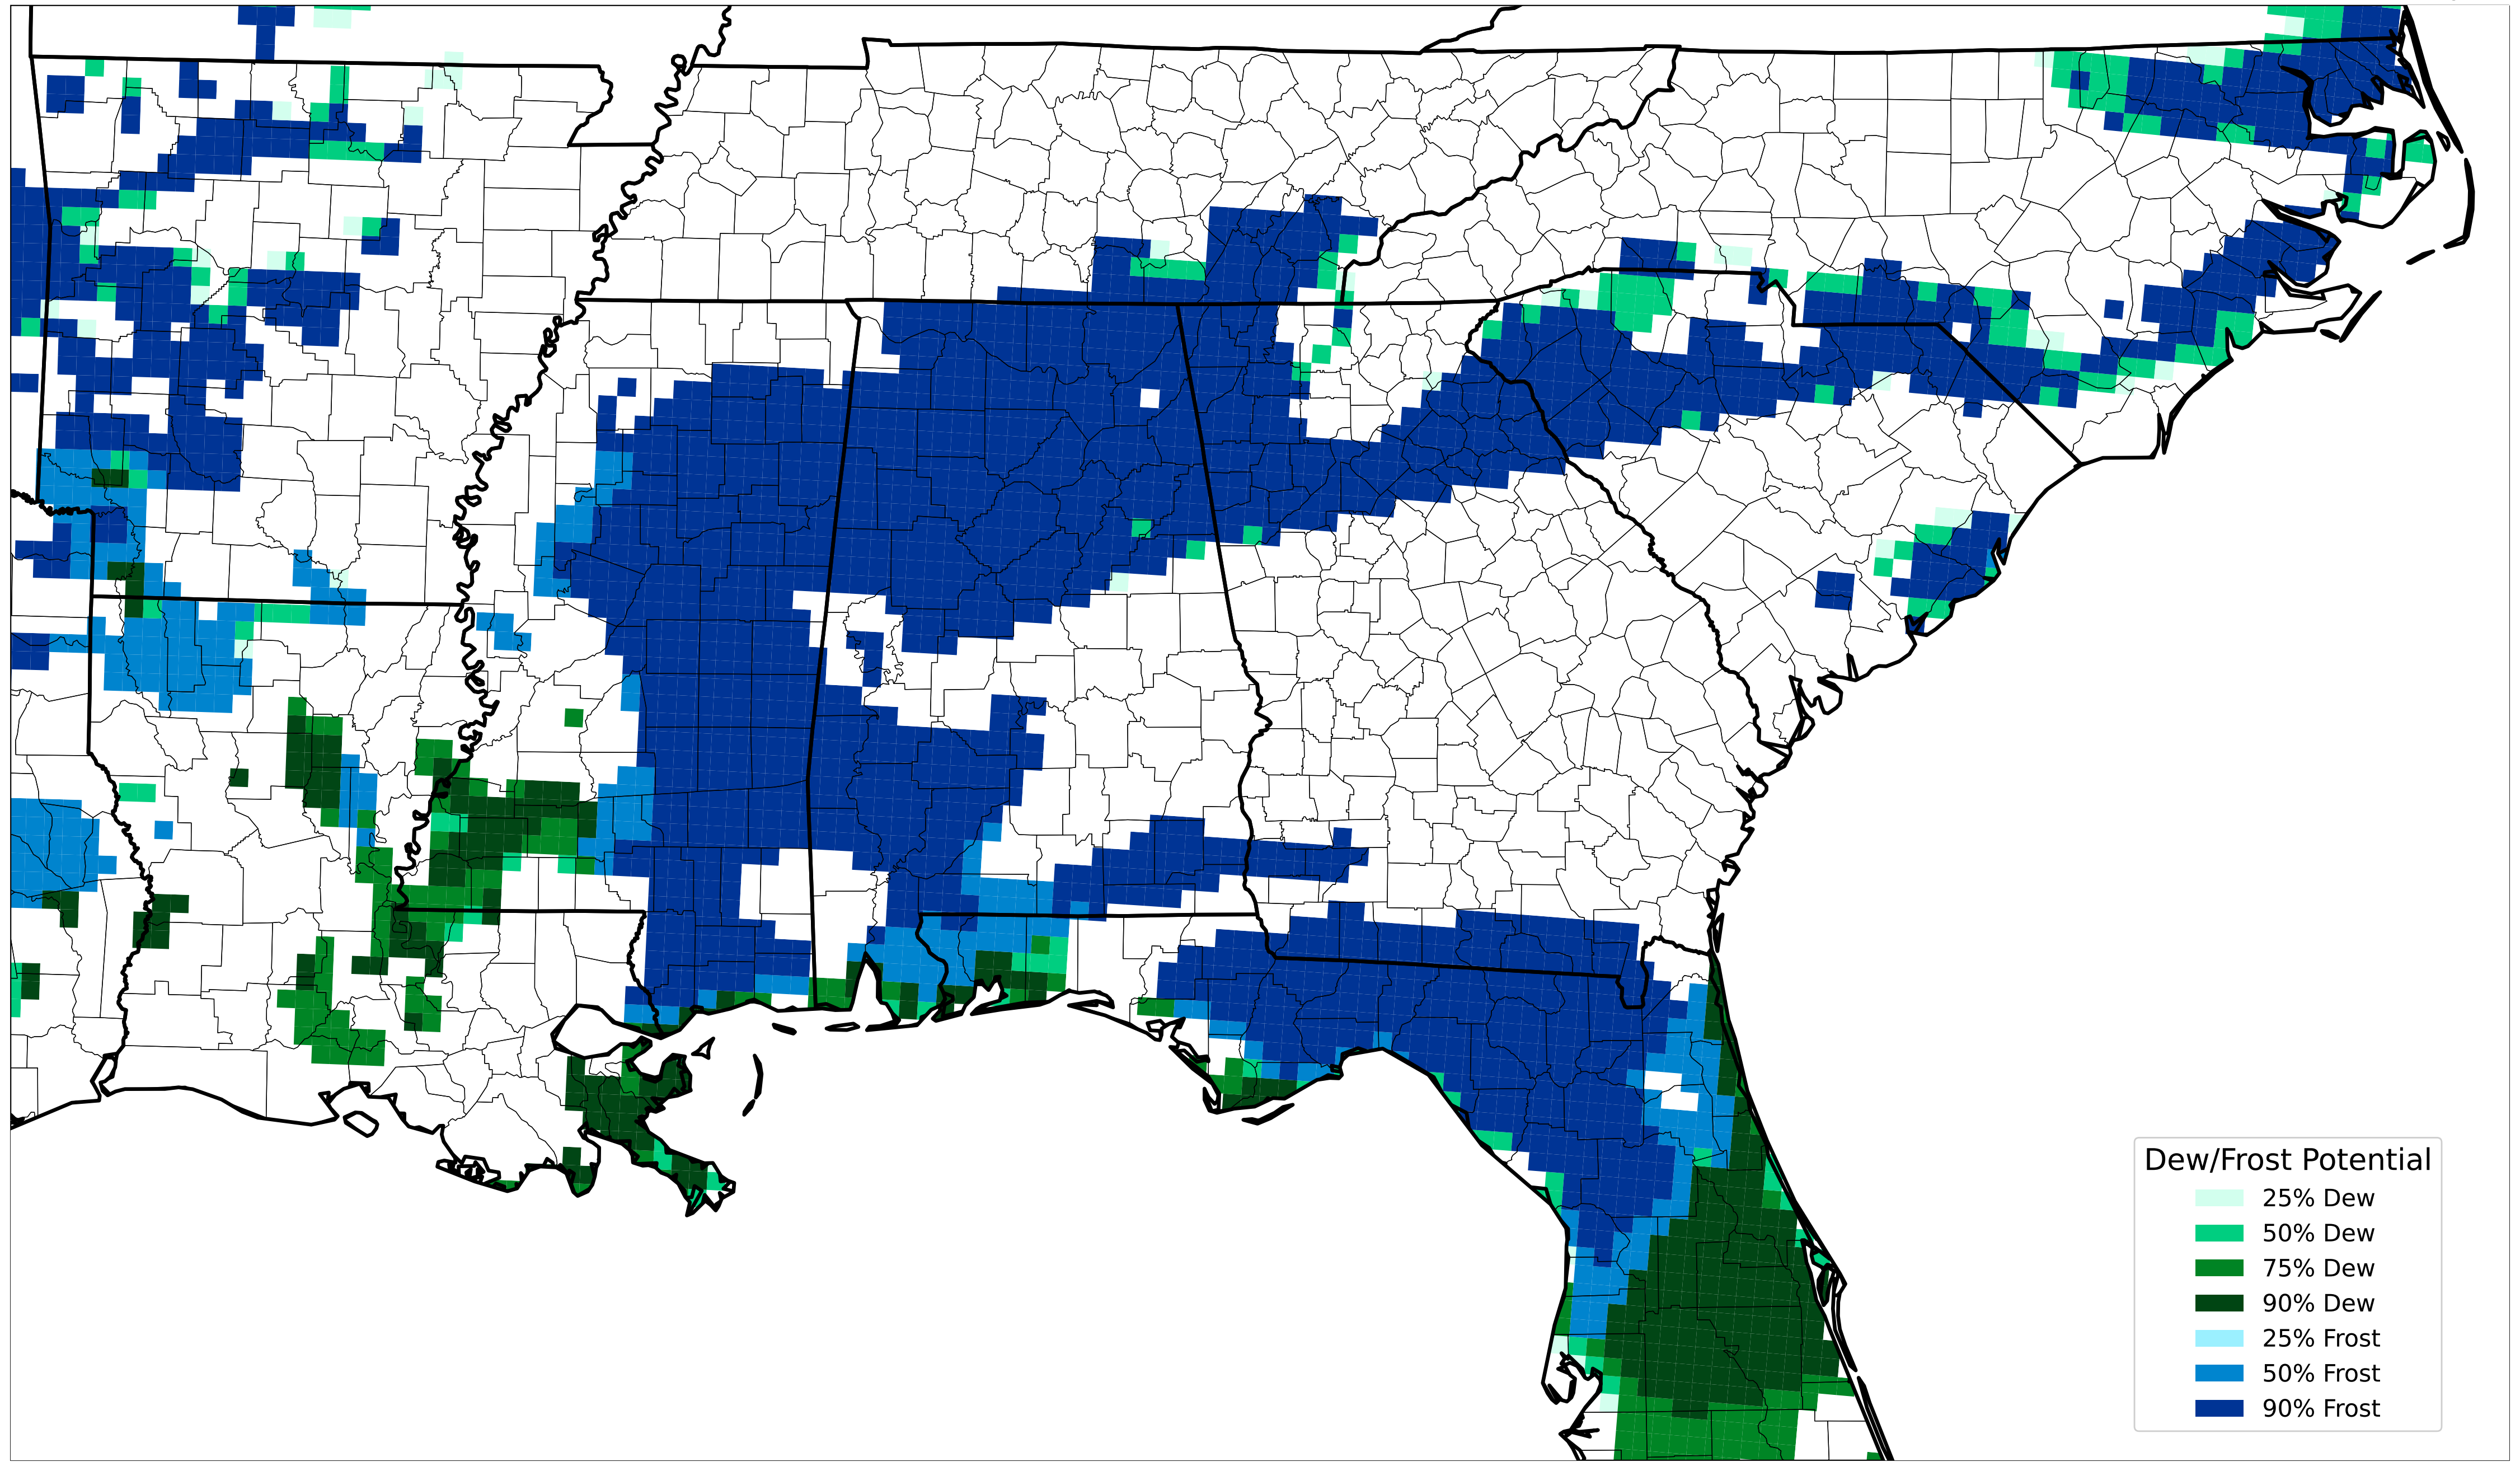 Dew/Frost Potential
25% Dew
50% Dew
75% Dew
90% Dew
25% Frost
50% Frost
90% Frost